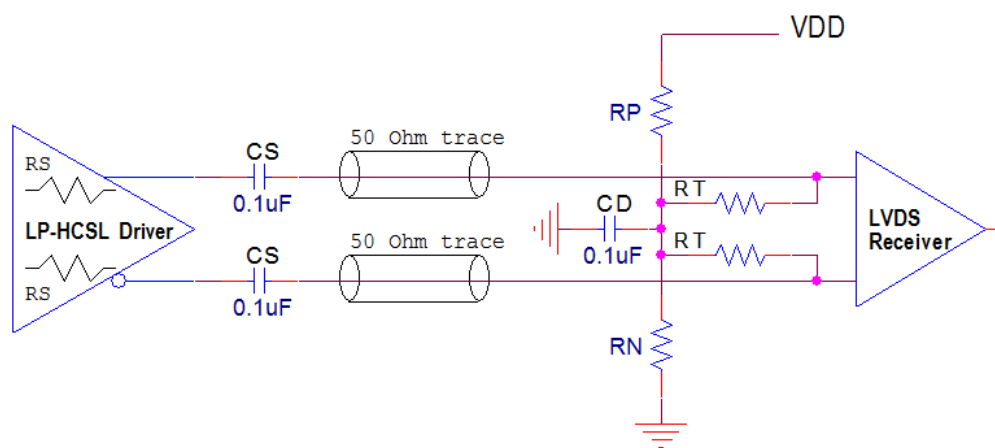 VDD
RP
50 Ohm trace
CS
RS
0.1uF
RT
CD
LP-HCSL Driver
LVDS
Receiver
50 Ohm trace
CS
0.1uF
RT
RS
0.1uF
RN